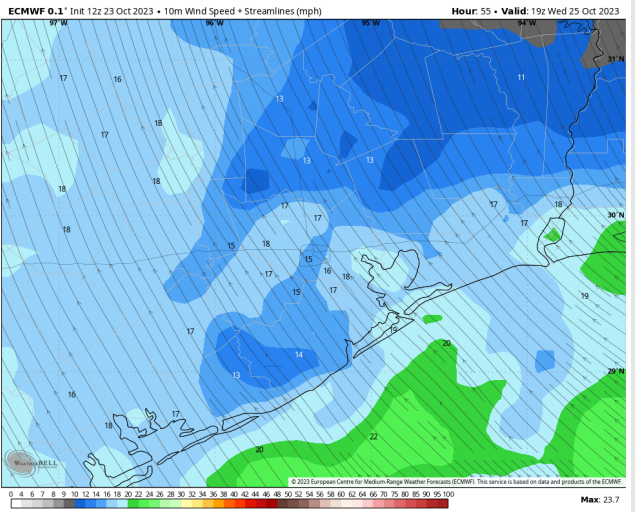 ECMWF 0.1° Init 12z 23 Oct 2023 • 10m Wind Speed + Streamlines (mph)
Hour: 55 • Valid: 19z Wed 25 Oct 2023
97°W 96°W 95°W 94°W
31°N
17 16 11
13
18
17
13 13
18
18
17 17 18
17 17
30°N
18
15 18
15
16
17 18
15 17
19
17 19
20
14
29°N
13
16
17
18
22
20
WeatherBELL
© 2023 European Centre for Medium-Range Weather Forecasts (ECMWF). This service is based on data and products of the ECMWF.
0 4 6 8 9 10 12 14 16 18 20 22 24 26 28 30 32 34 36 38 40 42 44 46 48 50 52 54 56 58 60 62 64 66 70 75 80 85 90 95 100
Max: 23.7